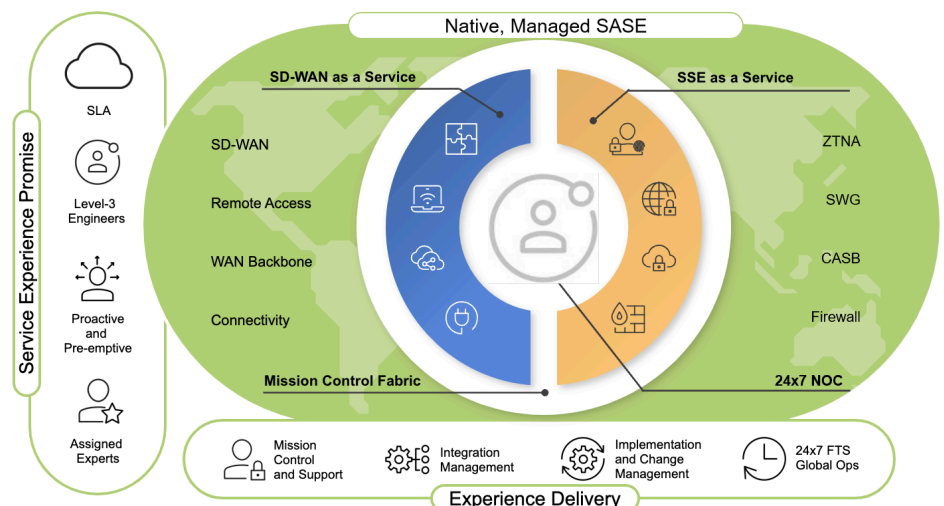 Native, Managed SASE
Service Experience Promise
SLA
Level-3
Engineers
Proactive
and
Pre-emptive
Assigned
Experts
SD-WAN as a Service
SD-WAN
Remote Access
WAN Backbone
Connectivity
Mission Control Fabric
SSE as a Service
ZTNA
SWG
CASB
Firewall
24x7 NOC
Mission
Control
and Support
Integration
Management
Implementation
and Change
Management
24x7 FTS
Global Ops
Experience Delivery